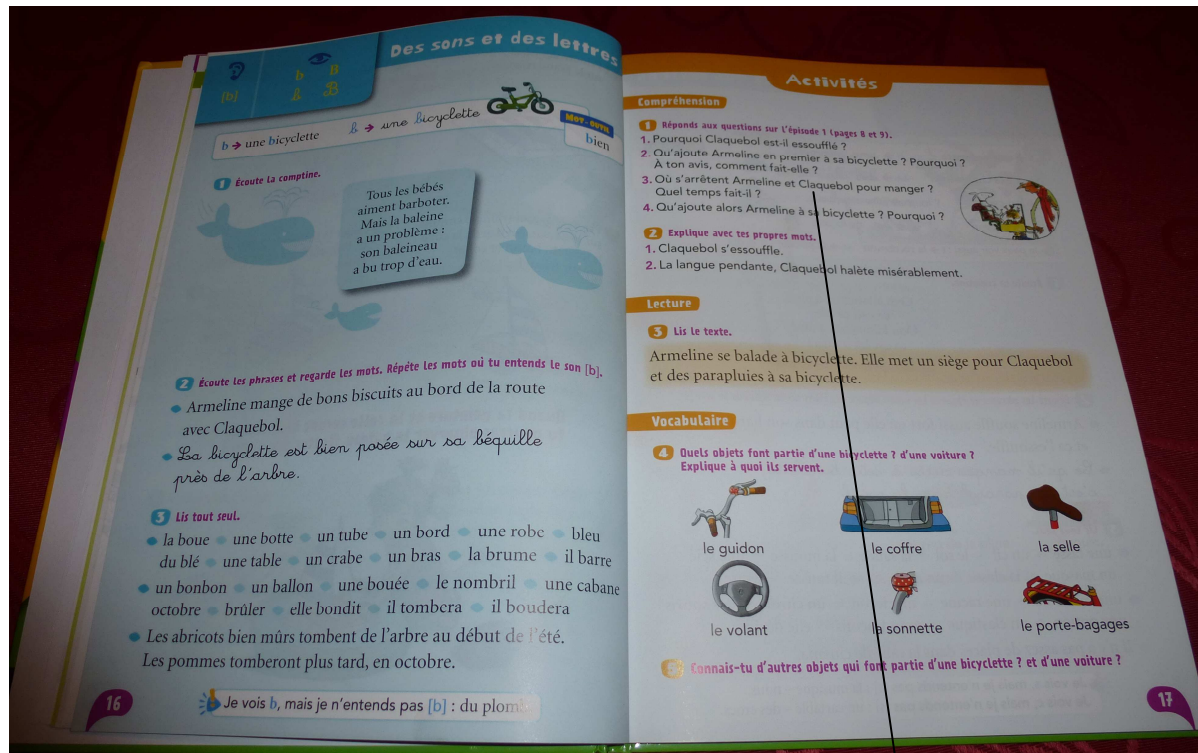 Des sons et des lettres
[b]
b B
b B
b → une bicyclette
b → une bicyclette
MOT-OUTIL
bien
1 Écoute la comptine.
Tous les bébés
aiment barboter.
Mais la baleine
a un problème :
son baleineau
a bu trop d'eau.
2 Écoute les phrases et regarde les mots. Répète les mots où tu entends le son [b].
• Armeline mange de bons biscuits au bord de la route
avec Claquebol.
• La bicyclette est bien posée sur sa béquille
près de l'arbre.
3 Lis tout seul.
• la boue • une botte • un tube • un bord • une robe • bleu
du blé • une table • un crabe • un bras • la brume • il barre
• un bonbon • un ballon • une bouée • le nombril • une cabane
octobre • brûler • elle bondit • il tombera • il boudera
• Les abricots bien mûrs tombent de l'arbre au début de l'été.
Les pommes tomberont plus tard, en octobre.
Je vois b, mais je n'entends pas [b] : du plomb
16
Activités
Compréhension
1 Réponds aux questions sur l'épisode 1 (pages 8 et 9).
1. Pourquoi Claquebol est-il essoufflé ?
2. Qu'ajoute Armeline en premier à sa bicyclette ? Pourquoi ?
À ton avis, comment fait-elle ?
3. Où s'arrêtent Armeline et Claquebol pour manger ?
Quel temps fait-il ?
4. Qu'ajoute alors Armeline à sa bicyclette ? Pourquoi ?
2 Explique avec tes propres mots.
1. Claquebol s'essouffle.
2. La langue pendante, Claquebol halète misérablement.
Lecture
3 Lis le texte.
Armeline se balade à bicyclette. Elle met un siège pour Claquebol
et des parapluies à sa bicyclette.
Vocabulaire
4 Quels objets font partie d'une bicyclette ? d'une voiture ?
Explique à quoi ils servent.
le guidon
le coffre
la selle
le volant
la sonnette
le porte-bagages
5 Connais-tu d'autres objets qui font partie d'une bicyclette ? et d'une voiture ?
17